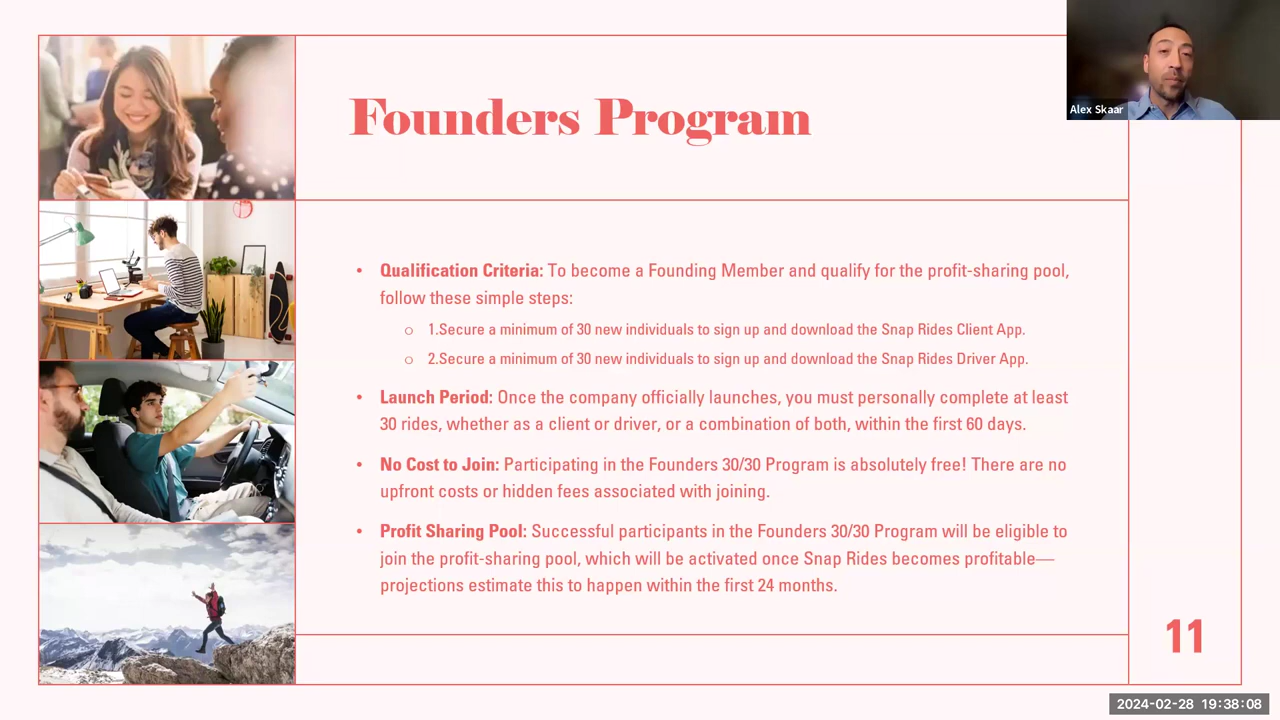 Alex Skaar
Founders Program
• Qualification Criteria: To become a Founding Member and qualify for the profit-sharing pool,
follow these simple steps:
○ 1.Secure a minimum of 30 new individuals to sign up and download the Snap Rides Client App.
○ 2.Secure a minimum of 30 new individuals to sign up and download the Snap Rides Driver App.
• Launch Period: Once the company officially launches, you must personally complete at least
30 rides, whether as a client or driver, or a combination of both, within the first 60 days.
• No Cost to Join: Participating in the Founders 30/30 Program is absolutely free! There are no
upfront costs or hidden fees associated with joining.
• Profit Sharing Pool: Successful participants in the Founders 30/30 Program will be eligible to
join the profit-sharing pool, which will be activated once Snap Rides becomes profitable—
projections estimate this to happen within the first 24 months.
11
2024-02-28 19:38:08